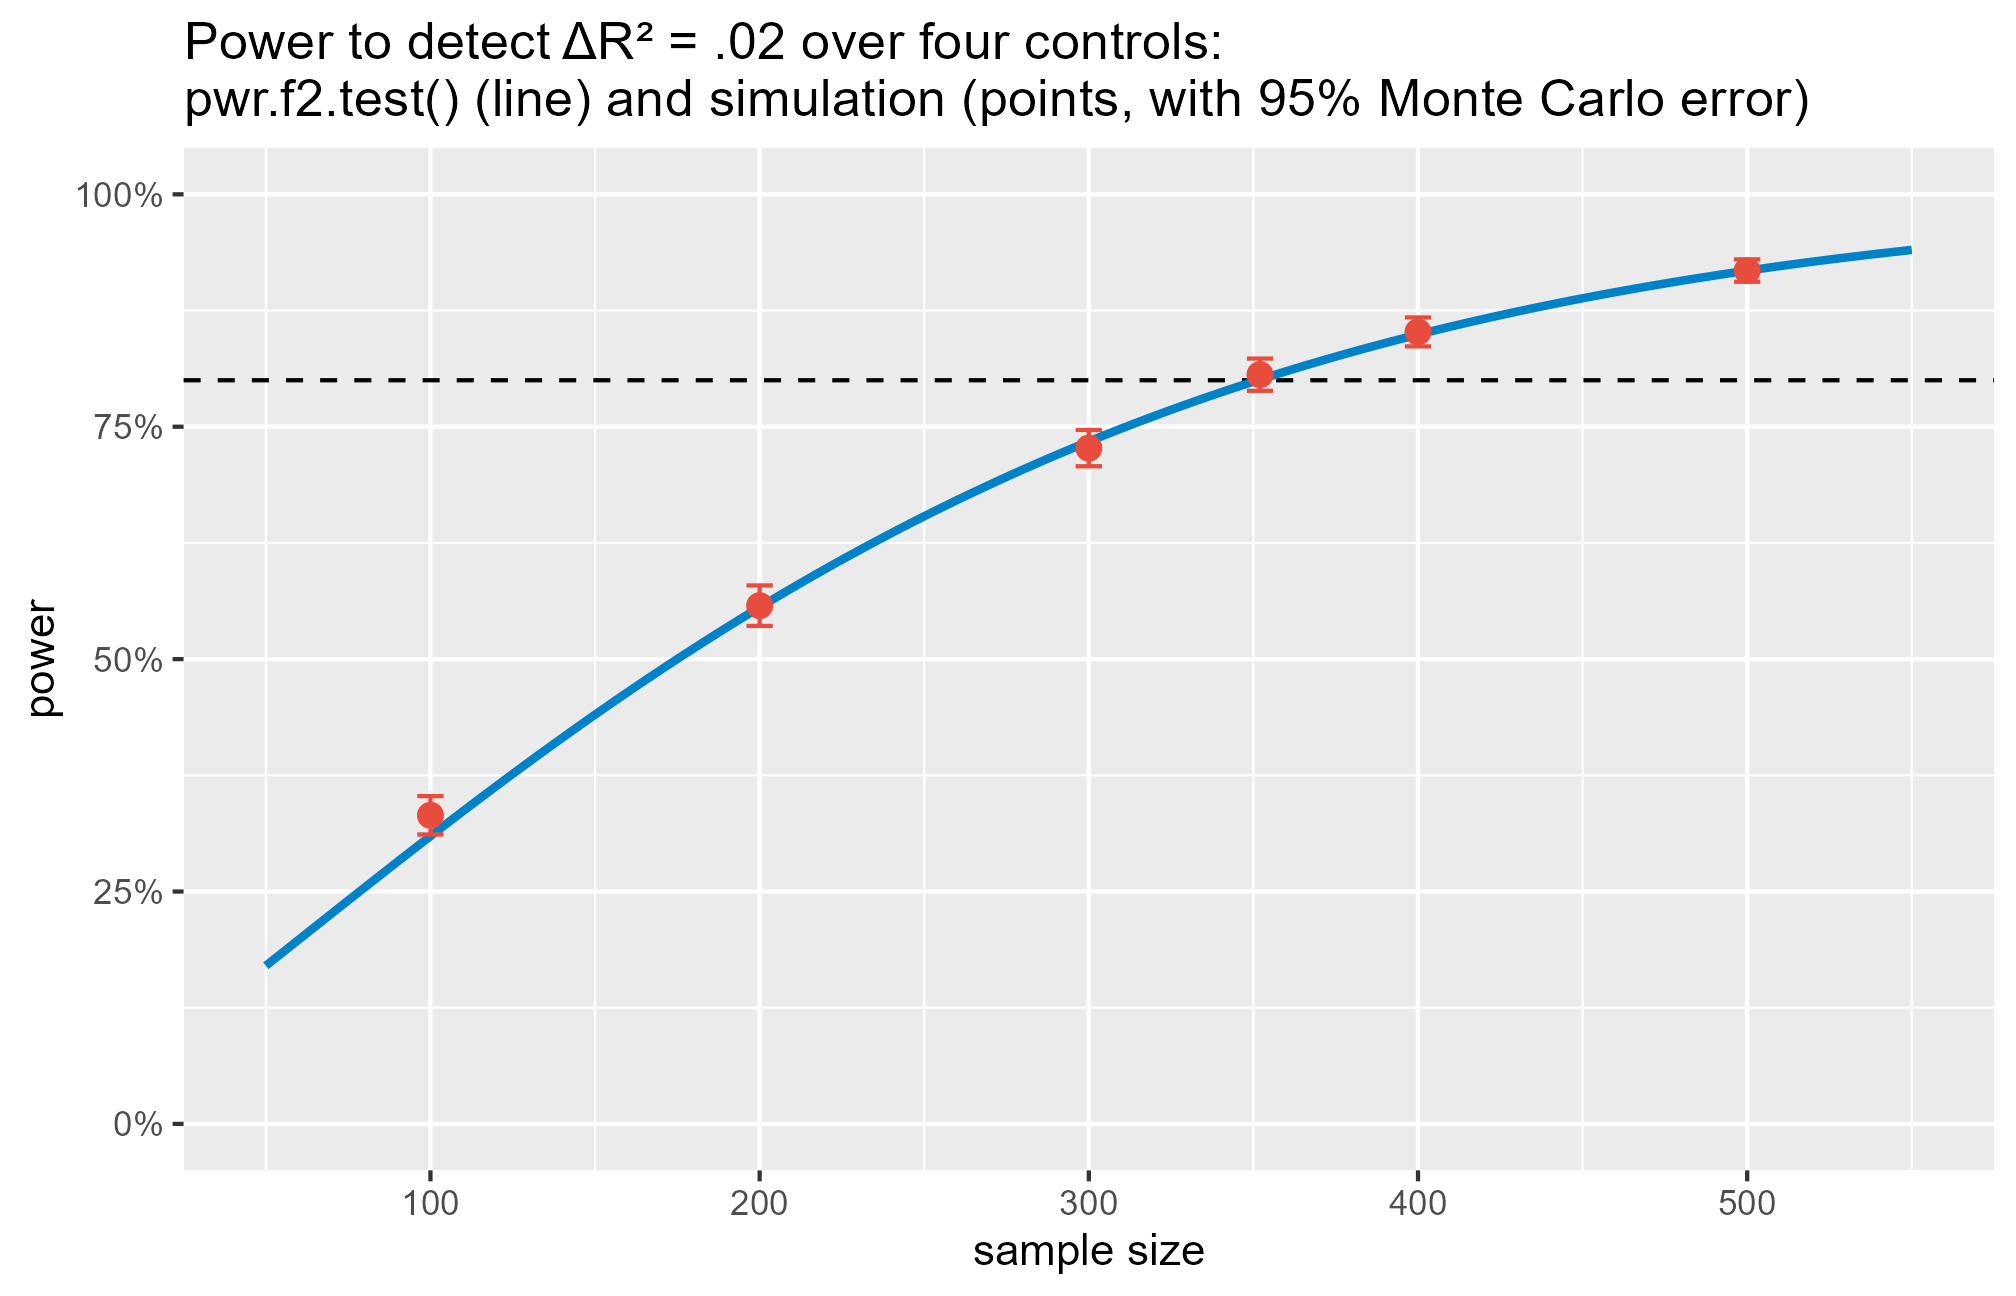 Power to detect ΔR² = .02 over four controls:
pwr.f2.test() (line) and simulation (points, with 95% Monte Carlo error)
100%
75%
50%
25%
0%
power
100
200
300
400
500
sample size